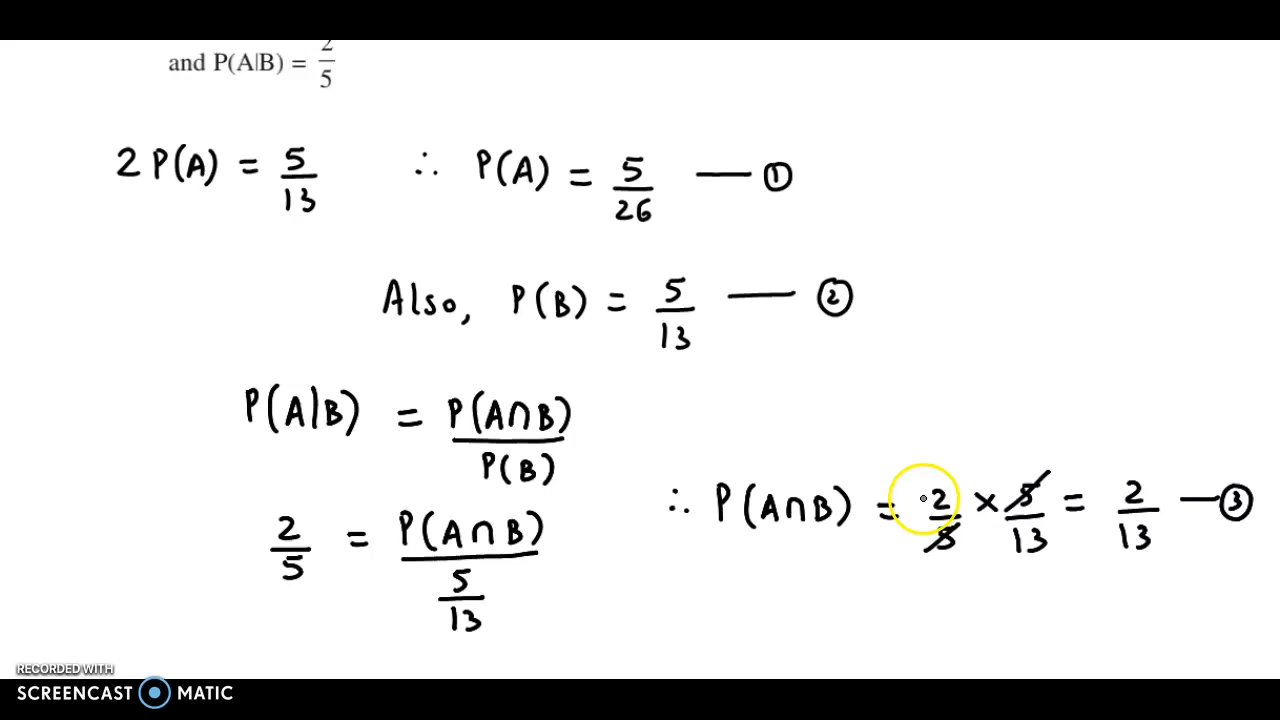 and P(A|B) = 2/5
2 P(A) = 5/13 ∴ P(A) = 5/26 — ①
Also, P(B) = 5/13 — ②
P(A|B) = P(A∩B)/P(B)
∴ P(A∩B) = 2/5 × 5/13 = 2/13 — ③
2/5 = P(A∩B)/(5/13)
RECORDED WITH
SCREENCAST MATIC